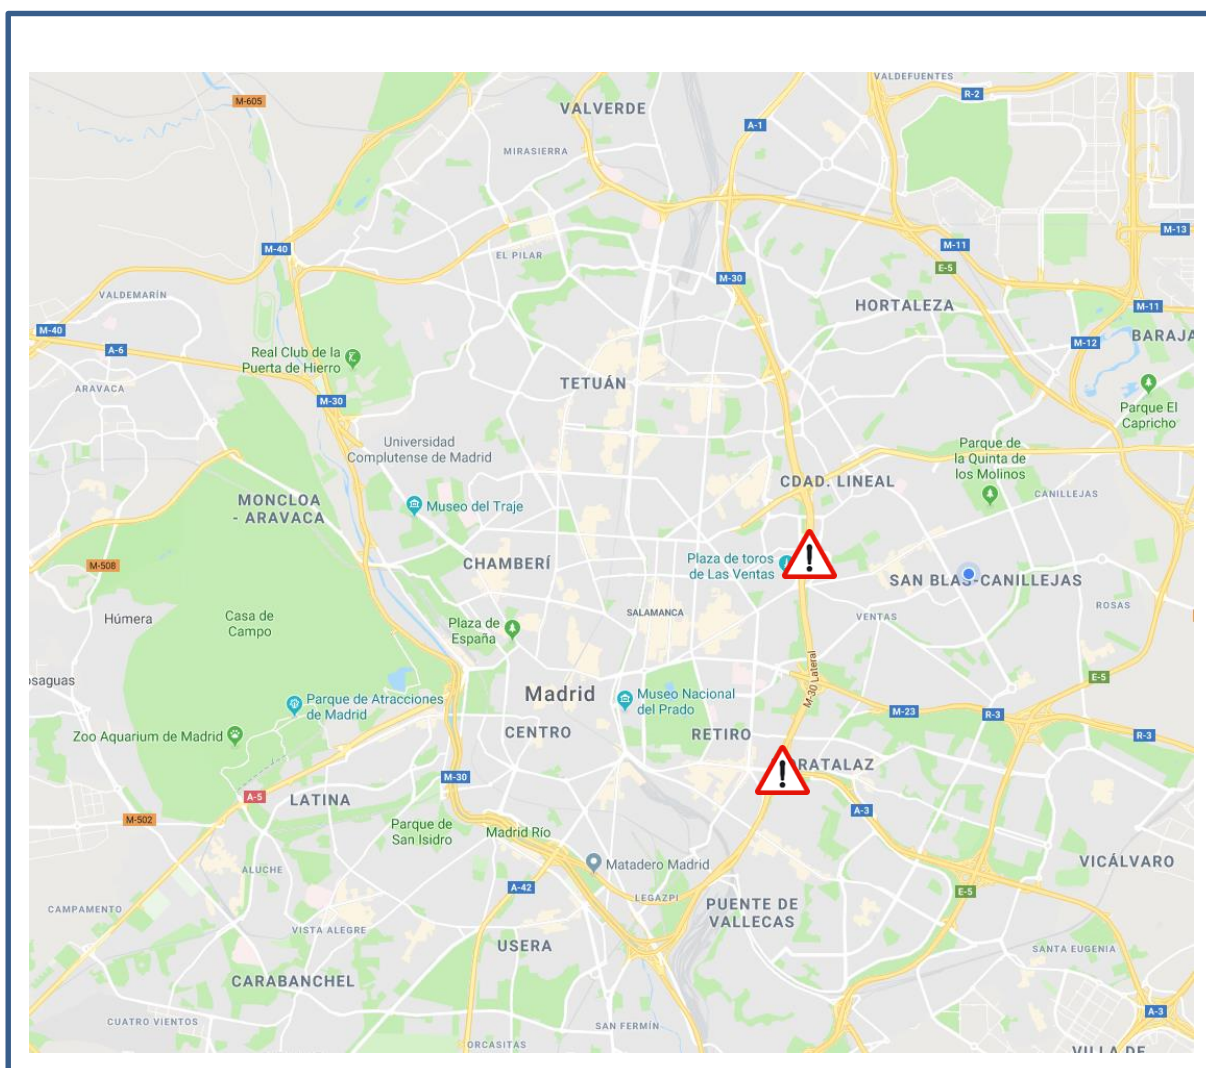 VALDEFUENTES
R-2
M-605
VALVERDE
A-1
MIRASIERRA
M-13
M-40
M-11
EL PILAR
E-5
M-30
VALDEMARÍN
HORTALEZA
M-11
M-40
BARAJA
A-6
M-12
Real Club de la
Puerta de Hierro
TETUÁN
ARAVACA
M-30
Parque El
Capricho
Universidad
Complutense de Madrid
Parque de
la Quinta de
los Molinos
CDAD. LINEAL
CANILLEJAS
MONCLOA
- ARAVACA
Museo del Traje
Plaza de toros
de Las Ventas
CHAMBERÍ
M-508
SAN BLAS-CANILLEJAS
ROSAS
Húmera
Casa de
Campo
SALAMANCA
VENTAS
Plaza de
España
M-30 Lateral
osaguas
E-5
Madrid
Museo Nacional
del Prado
Parque de Atracciones
de Madrid
M-23
R-3
CENTRO
RETIRO
Zoo Aquarium de Madrid
R-3
RATALAZ
M-30
A-5
LATINA
A-3
M-502
Parque de
San Isidro
Madrid Río
Matadero Madrid
VICÁLVARO
ALUCHE
A-42
E-5
LEGAZPI
CAMPAMENTO
PUENTE DE
VALLECAS
VISTA ALEGRE
USERA
SANTA EUGENIA
CARABANCHEL
A-3
CUATRO VIENTOS
SAN FERMÍN
ORCASITAS
VILLA DE